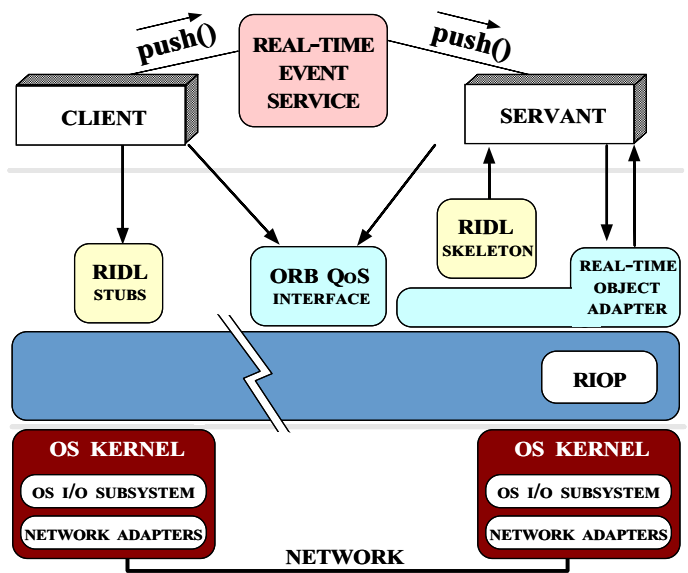 push()
REAL-TIME
EVENT
SERVICE
push()
CLIENT
SERVANT
RIDL
STUBS
ORB QoS
INTERFACE
RIDL
SKELETON
REAL-TIME
OBJECT
ADAPTER
RIOP
OS KERNEL
OS I/O SUBSYSTEM
NETWORK ADAPTERS
OS KERNEL
OS I/O SUBSYSTEM
NETWORK ADAPTERS
NETWORK